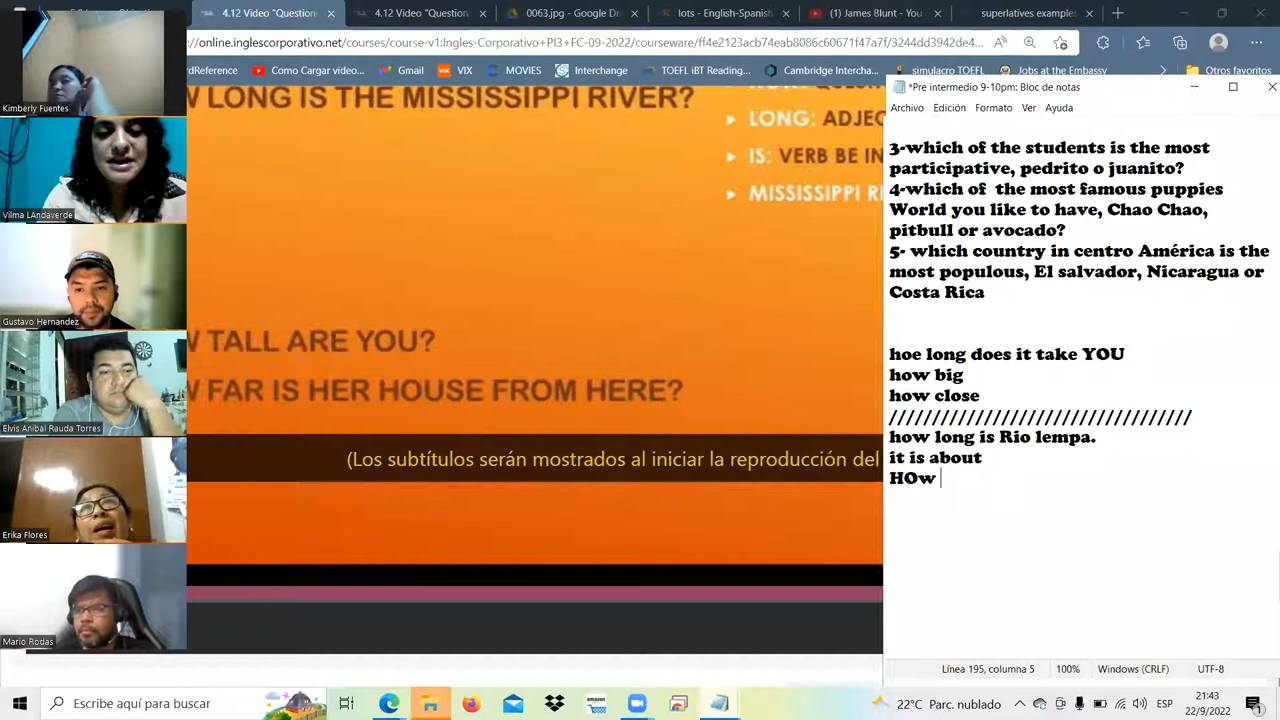 4.12 Video "Question
4.12 Video "Question
0063.jpg - Google Dr
lots - English-Spanish
(1) James Blunt - You
superlatives examples
//online.inglescorporativo.net/courses/course-v1:Ingles-Corporativo+PI3+FC-09-2022/courseware/ff4e2123acb74eab8086c60671f47a7f/3244dd3942de4...
rdReference
Como Cargar vídeo...
Gmail
VIX
MOVIES
Interchange
TOEFL iBT Reading...
Cambridge Intercha...
simulacro TOEFL
Jobs at the Embassy
Otros favoritos
W LONG IS THE MISSISSIPPI RIVER?
LONG: ADJEC
IS: VERB BE IN
MISSISSIPPI RI
W TALL ARE YOU?
W FAR IS HER HOUSE FROM HERE?
(Los subtítulos serán mostrados al iniciar la reproducción del
Kimberly Fuentes
Vilma LAndaverde
Gustavo Hernandez
Elvis Anibal Rauda Torres
Erika Flores
Mario Rodas
*Pre intermedio 9-10pm: Bloc de notas
Archivo Edición Formato Ver Ayuda
3-which of the students is the most
participative, pedrito o juanito?
4-which of  the most famous puppies
World you like to have, Chao Chao,
pitbull or avocado?
5- which country in centro América is the
most populous, El salvador, Nicaragua or
Costa Rica
hoe long does it take YOU
how big
how close
///////////////////////////////////
how long is Rio lempa.
it is about
HOw
Línea 195, columna 5 100% Windows (CRLF) UTF-8
Escribe aquí para buscar
22°C Parc. nublado
ESP
21:43
22/9/2022
1